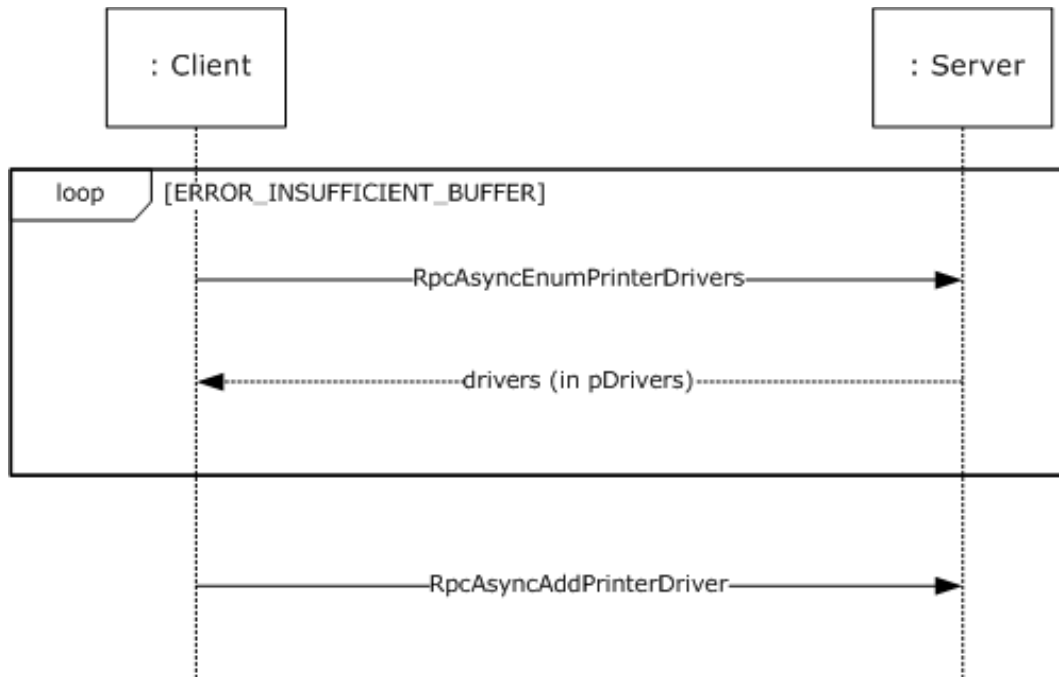 : Client
: Server
loop
[ERROR_INSUFFICIENT_BUFFER]
RpcAsyncEnumPrinterDrivers
drivers (in pDrivers)
RpcAsyncAddPrinterDriver